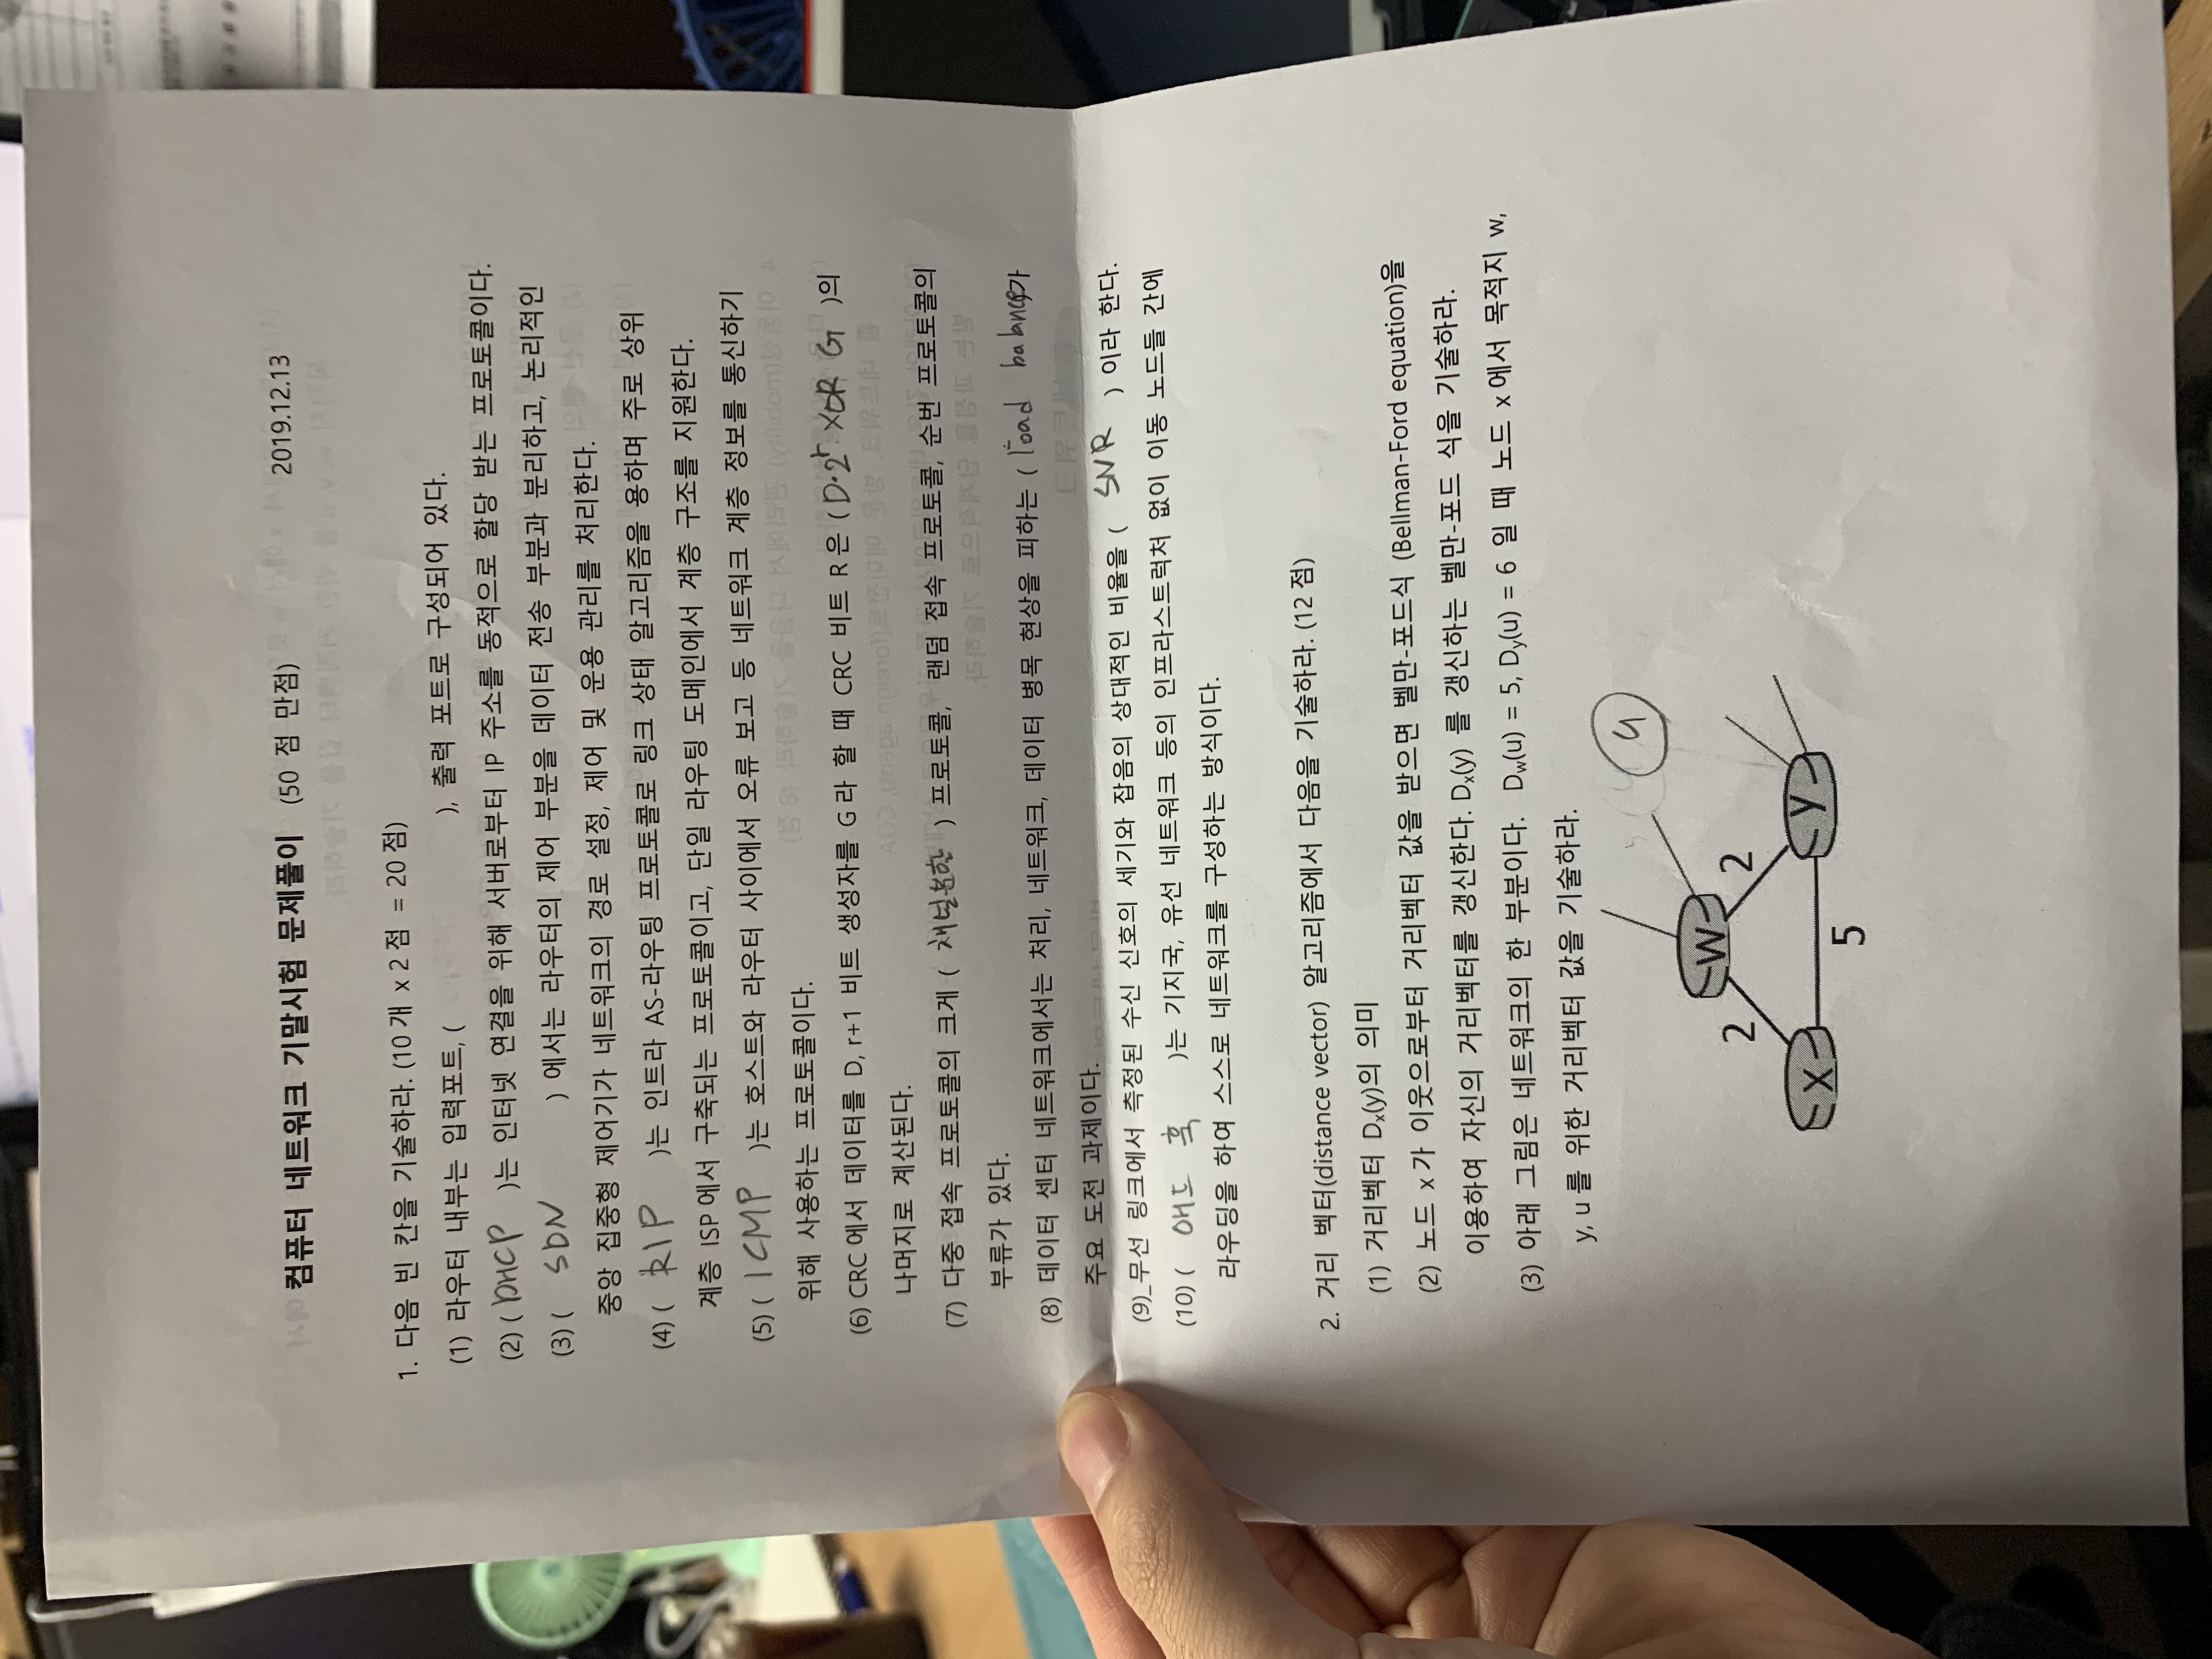 컴퓨터 네트워크 기말시험 문제풀이 (50 점 만점) 2019.12.13
1. 다음 빈 칸을 기술하라. (10 개 x 2 점 = 20 점)
(1) 라우터 내부는 입력포트, ( ), 출력 포트로 구성되어 있다.
(2) ( DHCP )는 인터넷 연결을 위해 서버로부터 IP 주소를 동적으로 할당 받는 프로토콜이다.
(3) ( SDN ) 에서는 라우터의 제어 부분을 데이터 전송 부분과 분리하고, 논리적인
중앙 집중형 제어기가 네트워크의 경로 설정, 제어 및 운용 관리를 처리한다.
(4) ( RIP )는 인트라 AS-라우팅 프로토콜로 링크 상태 알고리즘을 용하며 주로 상위
계층 ISP 에서 구축되는 프로토콜이고, 단일 라우팅 도메인에서 계층 구조를 지원한다.
(5) ( ICMP )는 호스트와 라우터 사이에서 오류 보고 등 네트워크 계층 정보를 통신하기
위해 사용하는 프로토콜이다.
(6) CRC 에서 데이터를 D, r+1 비트 생성자를 G 라 할 때 CRC 비트 R 은 ( D·2ʳ XOR G )의
나머지로 계산된다.
(7) 다중 접속 프로토콜의 크게 ( 채널분할 ) 프로토콜, 랜덤 접속 프로토콜, 순번 프로토콜의
부류가 있다.
(8) 데이터 센터 네트워크에서는 처리, 네트워크, 데이터 병목 현상을 피하는 ( load balance)가
주요 도전 과제이다.
(9)_무선 링크에서 측정된 수신 신호의 세기와 잡음의 상대적인 비율을 ( SNR ) 이라 한다.
(10) ( 애드 훅 )는 기지국, 유선 네트워크 등의 인프라스트럭처 없이 이동 노드들 간에
라우딩을 하여 스스로 네트워크를 구성하는 방식이다.
2. 거리 벡터(distance vector) 알고리즘에서 다음을 기술하라. (12 점)
(1) 거리벡터 Dₓ(y)의 의미
(2) 노드 x 가 이웃으로부터 거리벡터 값을 받으면 벨만-포드식 (Bellman-Ford equation)을
이용하여 자신의 거리벡터를 갱신한다. Dₓ(y) 를 갱신하는 벨만-포드 식을 기술하라.
(3) 아래 그림은 네트워크의 한 부분이다. Dw(u) = 5, Dy(u) = 6 일 때 노드 x 에서 목적지 w,
y, u 를 위한 거리벡터 값을 기술하라.
u
w
2 2
x y
5